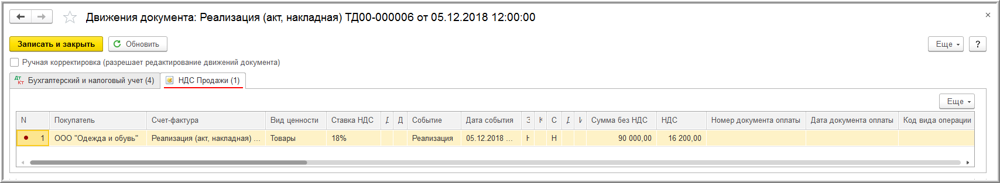 Движения документа: Реализация (акт, накладная) ТД00-000006 от 05.12.2018 12:00:00
Записать и закрыть Обновить Еще ?
Ручная корректировка (разрешает редактирование движений документа)
Дт Кт Бухгалтерский и налоговый учет (4) НДС Продажи (1)
Еще
N Покупатель Счет-фактура Вид ценности Ставка НДС Д Д Событие Дата события З К С Д И Сумма без НДС НДС Номер документа оплаты Дата документа оплаты Код вида операции
1 ООО "Одежда и обувь" Реализация (акт, накладная) ... Товары 18% Реализация 05.12.2018 ... Н Н 90 000,00 16 200,00